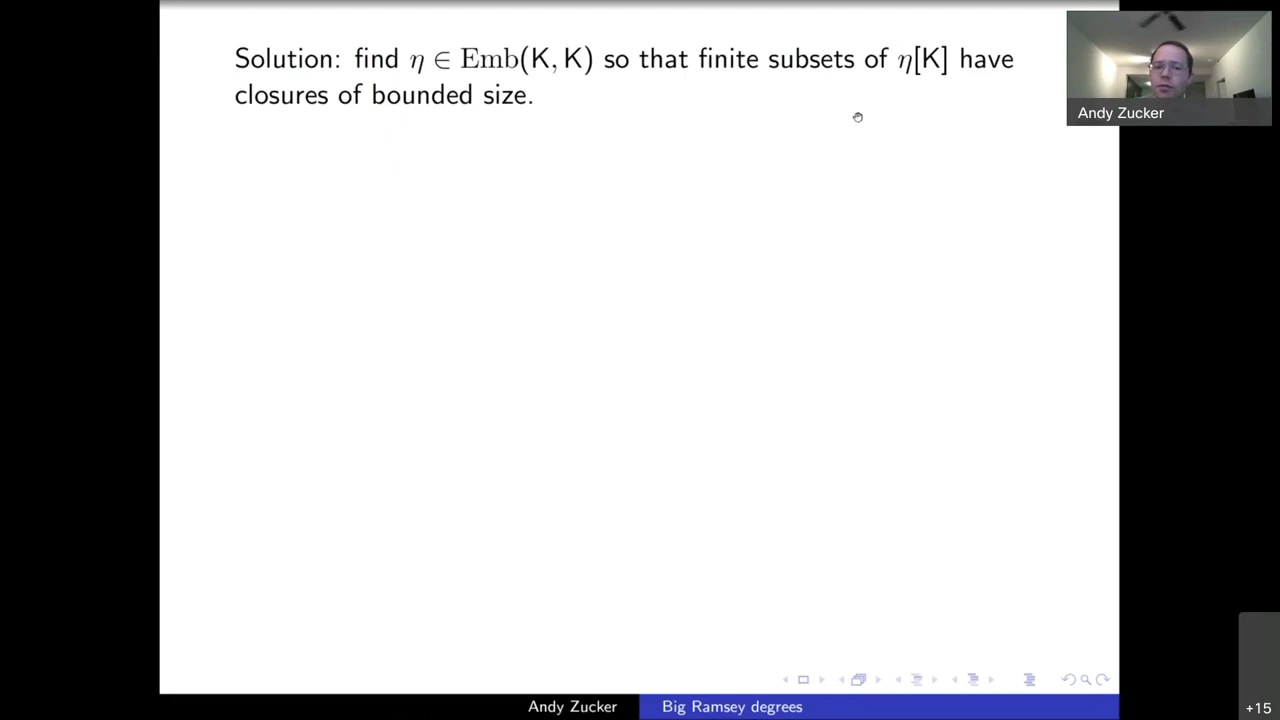 Solution: find η ∈ Emb(K, K) so that finite subsets of η[K] have
closures of bounded size.
Andy Zucker
Andy Zucker
Big Ramsey degrees
+15